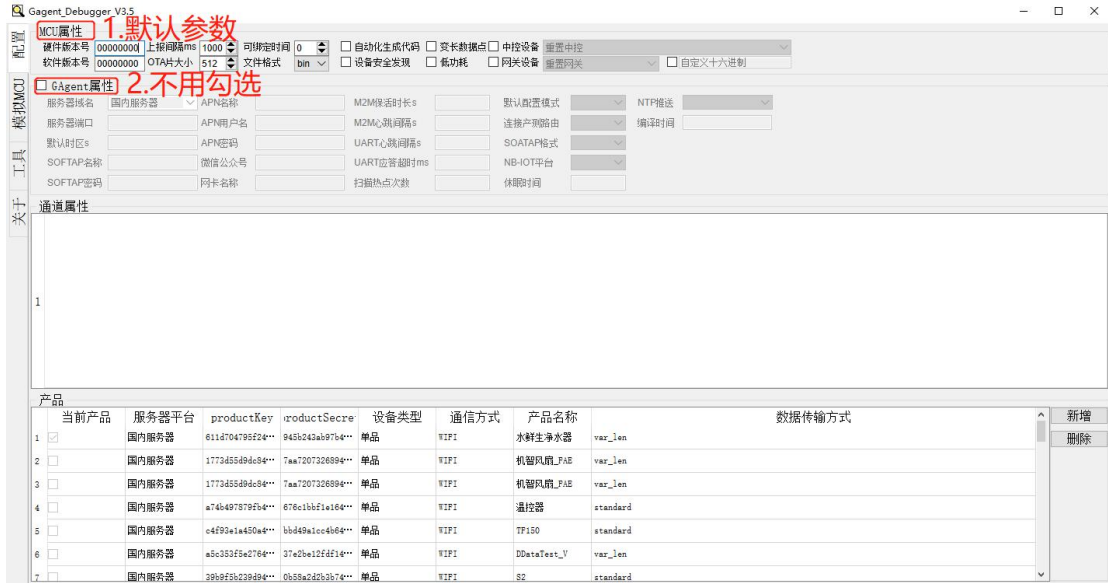 Gagent_Debugger V3.5
配置
模拟MCU
工具
关于
MCU属性 1.默认参数
硬件版本号 00000000 上报间隔ms 1000 可绑定时间 0 自动化生成代码 变长数据点 中控设备 重置中控
软件版本号 00000000 OTA片大小 512 文件格式 bin 设备安全发现 低功耗 网关设备 重置网关 自定义十六进制
GAgent属性 2.不用勾选
服务器域名 国内服务器 APN名称 M2M保活时长s 默认配置模式 NTP推送
服务器端口 APN用户名 M2M心跳间隔s 连接产测路由 编译时间
默认时区s APN密码 UART心跳间隔s SOATAP格式
SOFTAP名称 微信公众号 UART应答超时ms NB-IOT平台
SOFTAP密码 网卡名称 扫描热点次数 休眠时间
通道属性
1
产品
当前产品 服务器平台 productKey roductSecre 设备类型 通信方式 产品名称 数据传输方式 新增
1 国内服务器 611d704795f24··· 945b243ab97b4··· 单品 WIFI 水鲜生净水器 var_len 删除
2 国内服务器 1773d55d9dc84··· 7aa7207326894··· 单品 WIFI 机智风扇_FAE var_len
3 国内服务器 1773d55d9dc84··· 7aa7207326894··· 单品 WIFI 机智风扇_FAE var_len
4 国内服务器 a74b497879fb4··· 676c1bbf1e164··· 单品 WIFI 温控器 standard
5 国内服务器 c4f93e1a450a4··· bbd49a1cc4b64··· 单品 WIFI TF150 standard
6 国内服务器 a5c353f5e2764··· 37e2be12fdf14··· 单品 WIFI DDataTest_V var_len
7 国内服务器 39b9f5b239d94··· 0b58a2d2b3b74··· 单品 WIFI S2 standard